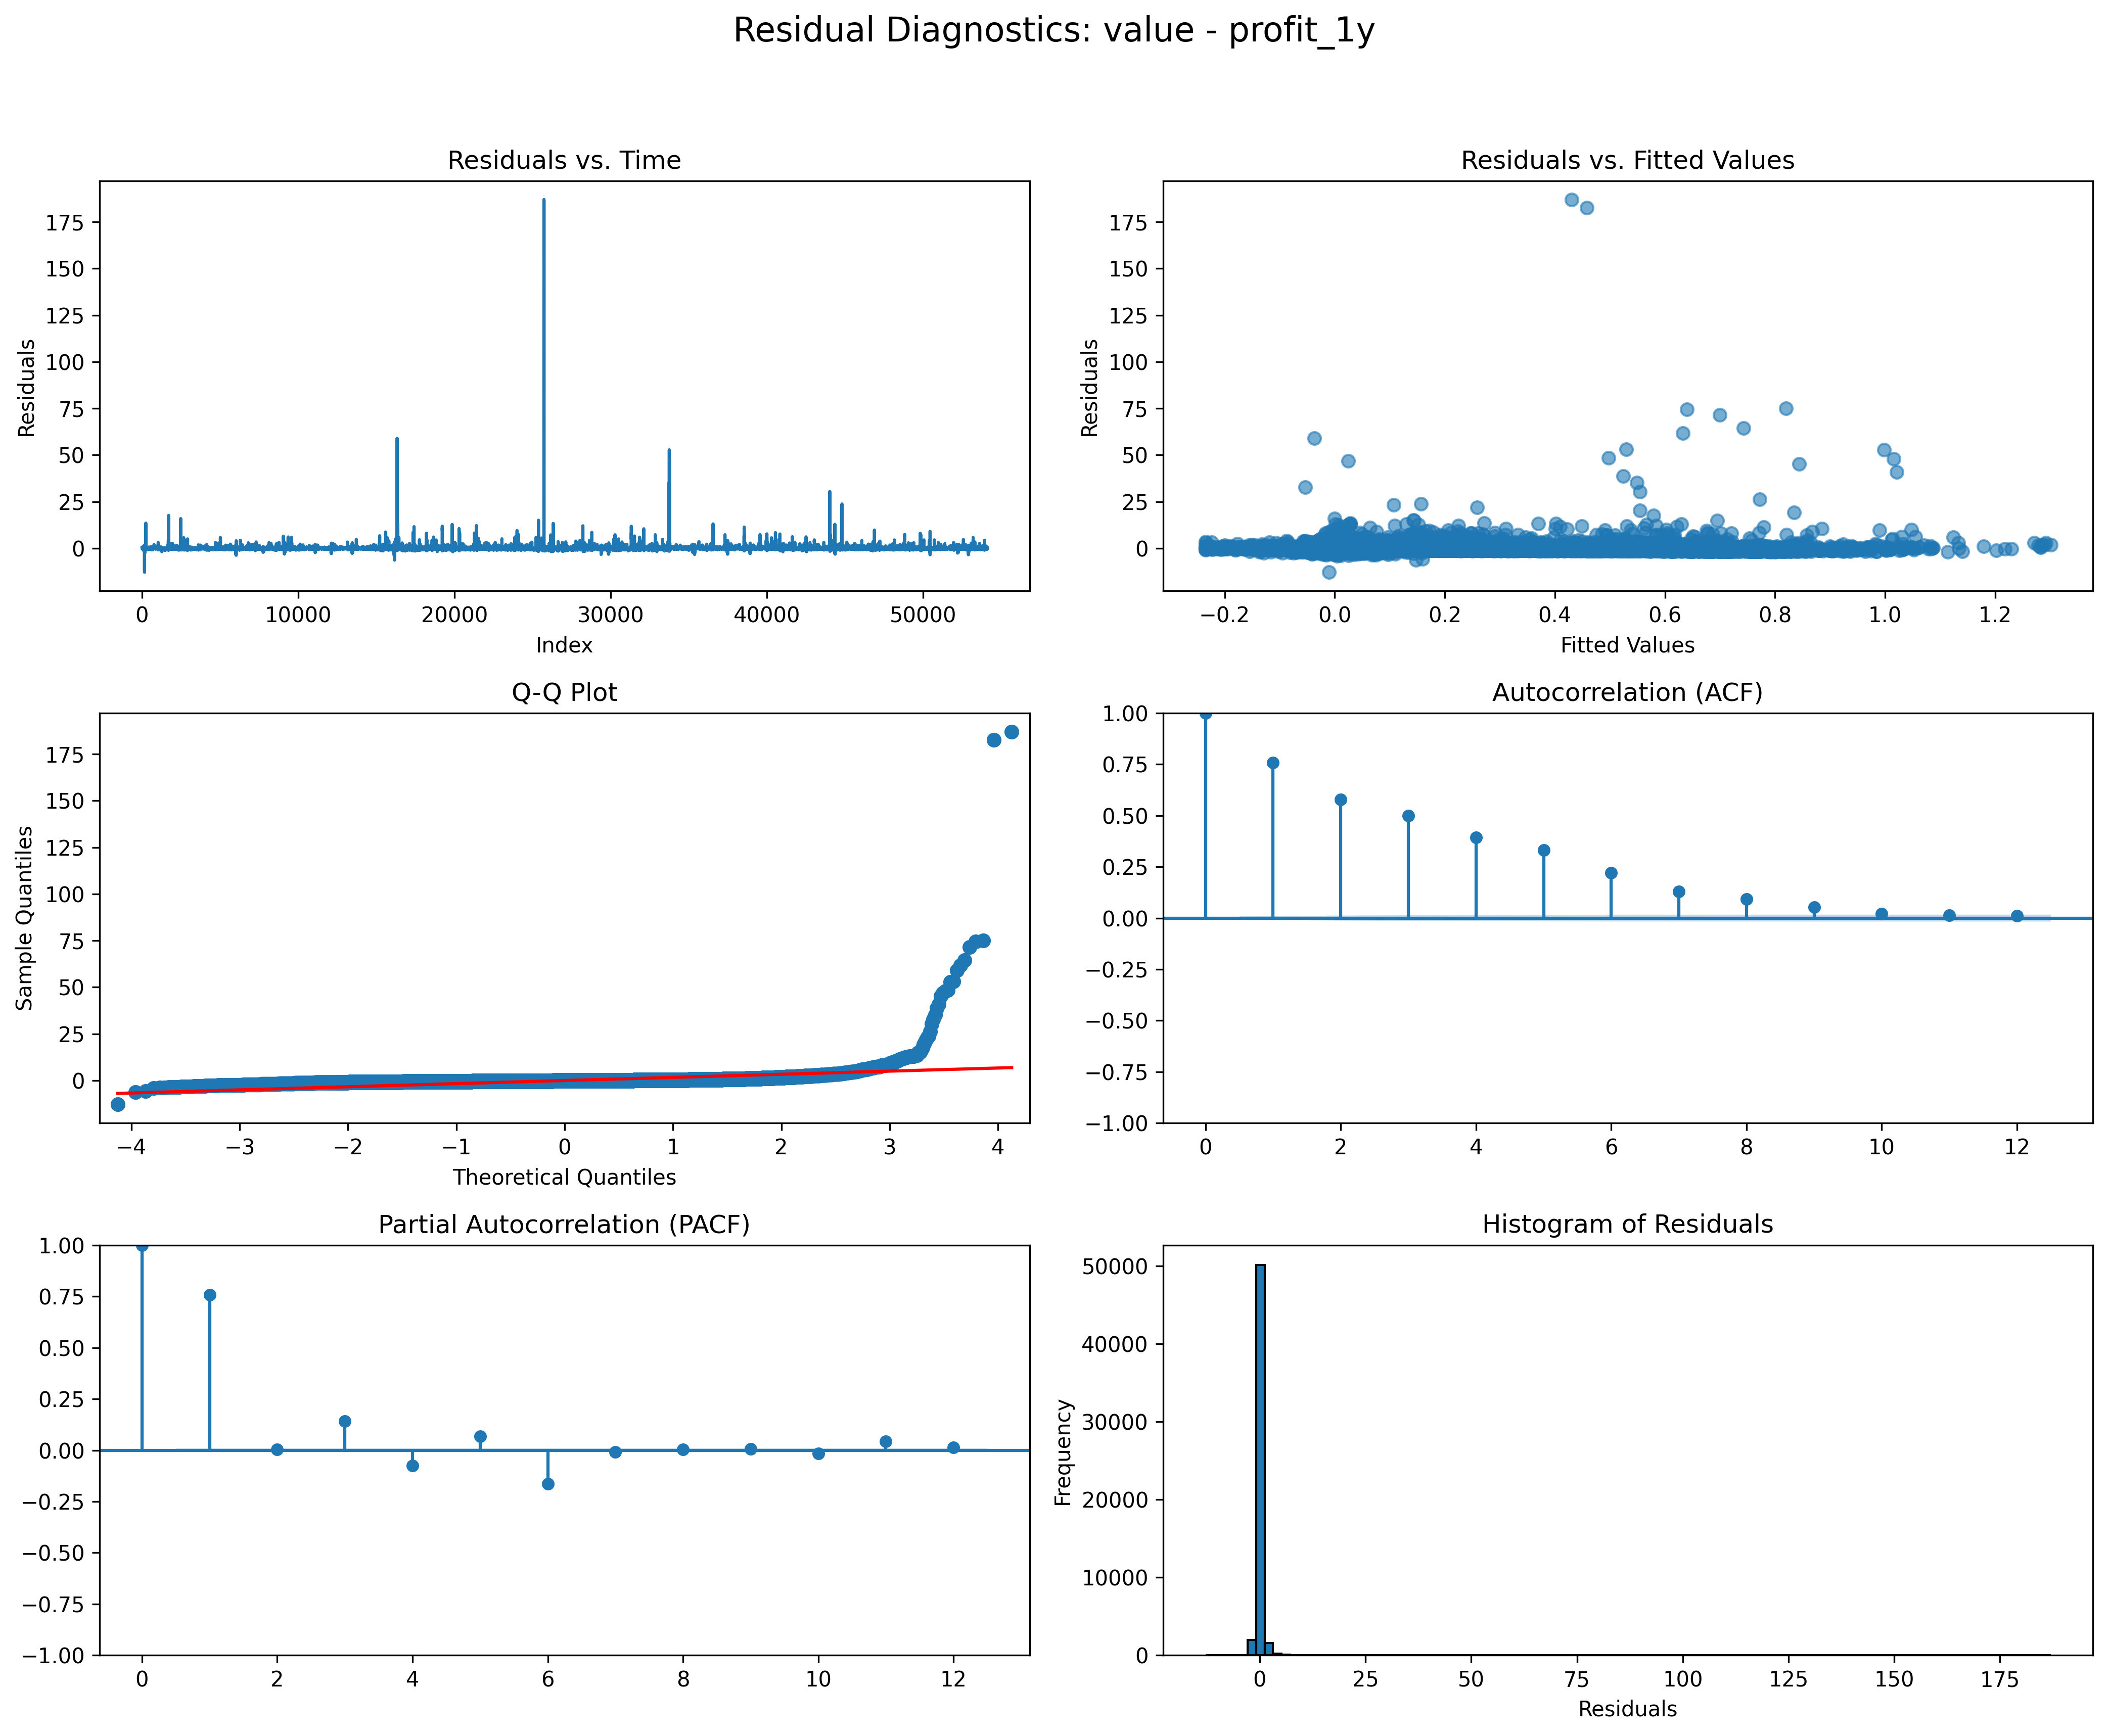 Residual Diagnostics: value - profit_1y
Residuals vs. Time
175
150
125
100
75
50
25
0
Residuals
0 10000 20000 30000 40000 50000
Index
Residuals vs. Fitted Values
175
150
125
100
75
50
25
0
Residuals
−0.2 0.0 0.2 0.4 0.6 0.8 1.0 1.2
Fitted Values
Q-Q Plot
175
150
125
100
75
50
25
0
Sample Quantiles
−4 −3 −2 −1 0 1 2 3 4
Theoretical Quantiles
Autocorrelation (ACF)
1.00
0.75
0.50
0.25
0.00
−0.25
−0.50
−0.75
−1.00
0 2 4 6 8 10 12
Partial Autocorrelation (PACF)
1.00
0.75
0.50
0.25
0.00
−0.25
−0.50
−0.75
−1.00
0 2 4 6 8 10 12
Histogram of Residuals
50000
40000
30000
20000
10000
0
Frequency
0 25 50 75 100 125 150 175
Residuals